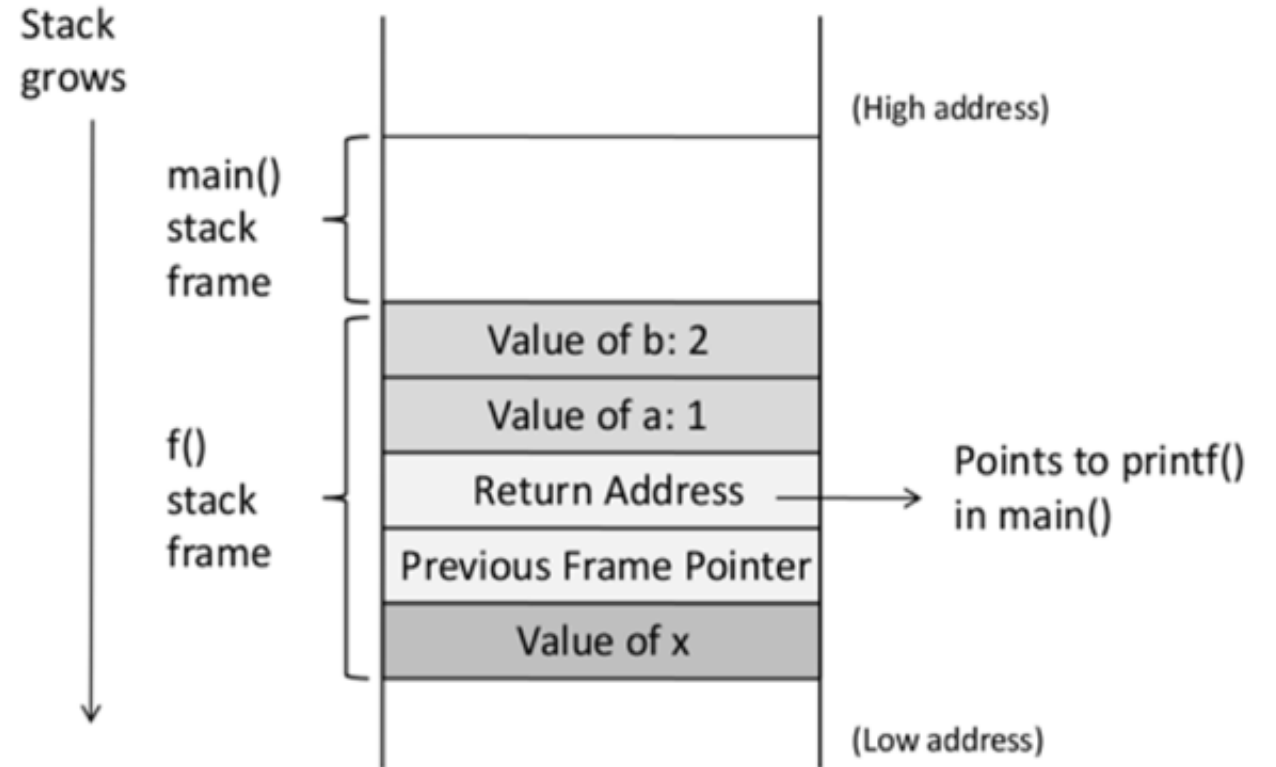 Stack
grows
(High address)
main()
stack
frame
Value of b: 2
Value of a: 1
f()
stack
frame
Return Address
Points to printf()
in main()
Previous Frame Pointer
Value of x
(Low address)